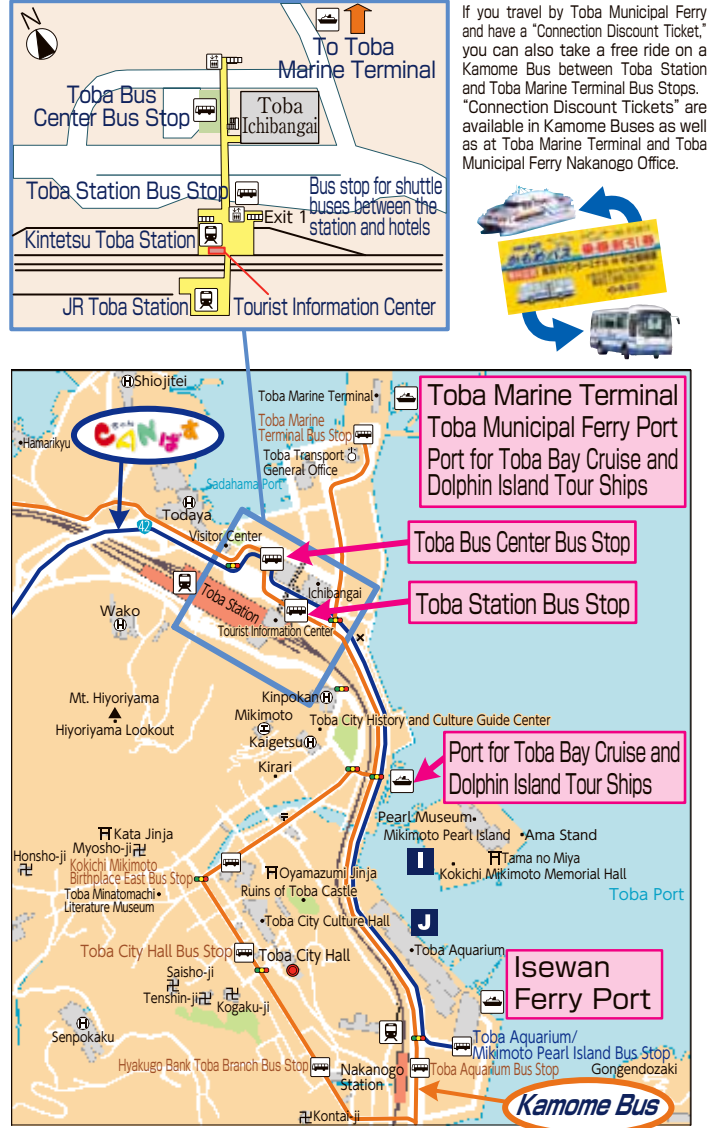 N
To Toba
Marine Terminal
Toba Bus
Center Bus Stop
Toba
Ichibangai
Toba Station Bus Stop
Bus stop for shuttle
buses between the
station and hotels
Exit 1
Kintetsu Toba Station
JR Toba Station
Tourist Information Center
If you travel by Toba Municipal Ferry
and have a “Connection Discount Ticket,”
you can also take a free ride on a
Kamome Bus between Toba Station
and Toba Marine Terminal Bus Stops.
“Connection Discount Tickets” are
available in Kamome Buses as well
as at Toba Marine Terminal and Toba
Municipal Ferry Nakanogo Office.
かもめバス
Shiojitei
CANばす
Hamarikyu
Toba Marine Terminal
Toba Marine
Terminal Bus Stop
Toba Transport
General Office
Sadahama Port
Toba Marine Terminal
Toba Municipal Ferry Port
Port for Toba Bay Cruise and
Dolphin Island Tour Ships
Todaya
42
Visitor Center
Toba Bus Center Bus Stop
Toba Station
Ichibangai
Toba Station Bus Stop
Wako
Tourist Information Center
Mt. Hiyoriyama
Hiyoriyama Lookout
Kinpokan
Mikimoto
Toba City History and Culture Guide Center
Kaigetsu
Kirari
Port for Toba Bay Cruise and
Dolphin Island Tour Ships
Pearl Museum
Mikimoto Pearl Island
Ama Stand
I
Tama no Miya
Kokichi Mikimoto Memorial Hall
Toba Port
Kata Jinja
Myosho-ji
Honsho-ji
Kokichi Mikimoto
Birthplace East Bus Stop
Toba Minatomachi
Literature Museum
Oyamazumi Jinja
Ruins of Toba Castle
Toba City Culture Hall
J
Toba Aquarium
Toba City Hall Bus Stop
Toba City Hall
Saisho-ji
Tenshin-ji
Kogaku-ji
Isewan
Ferry Port
Senpokaku
Toba Aquarium/
Mikimoto Pearl Island Bus Stop
Hyakugo Bank Toba Branch Bus Stop
Nakanogo
Station
Toba Aquarium Bus Stop
Gongendozaki
Kamome Bus
Kontai-ji